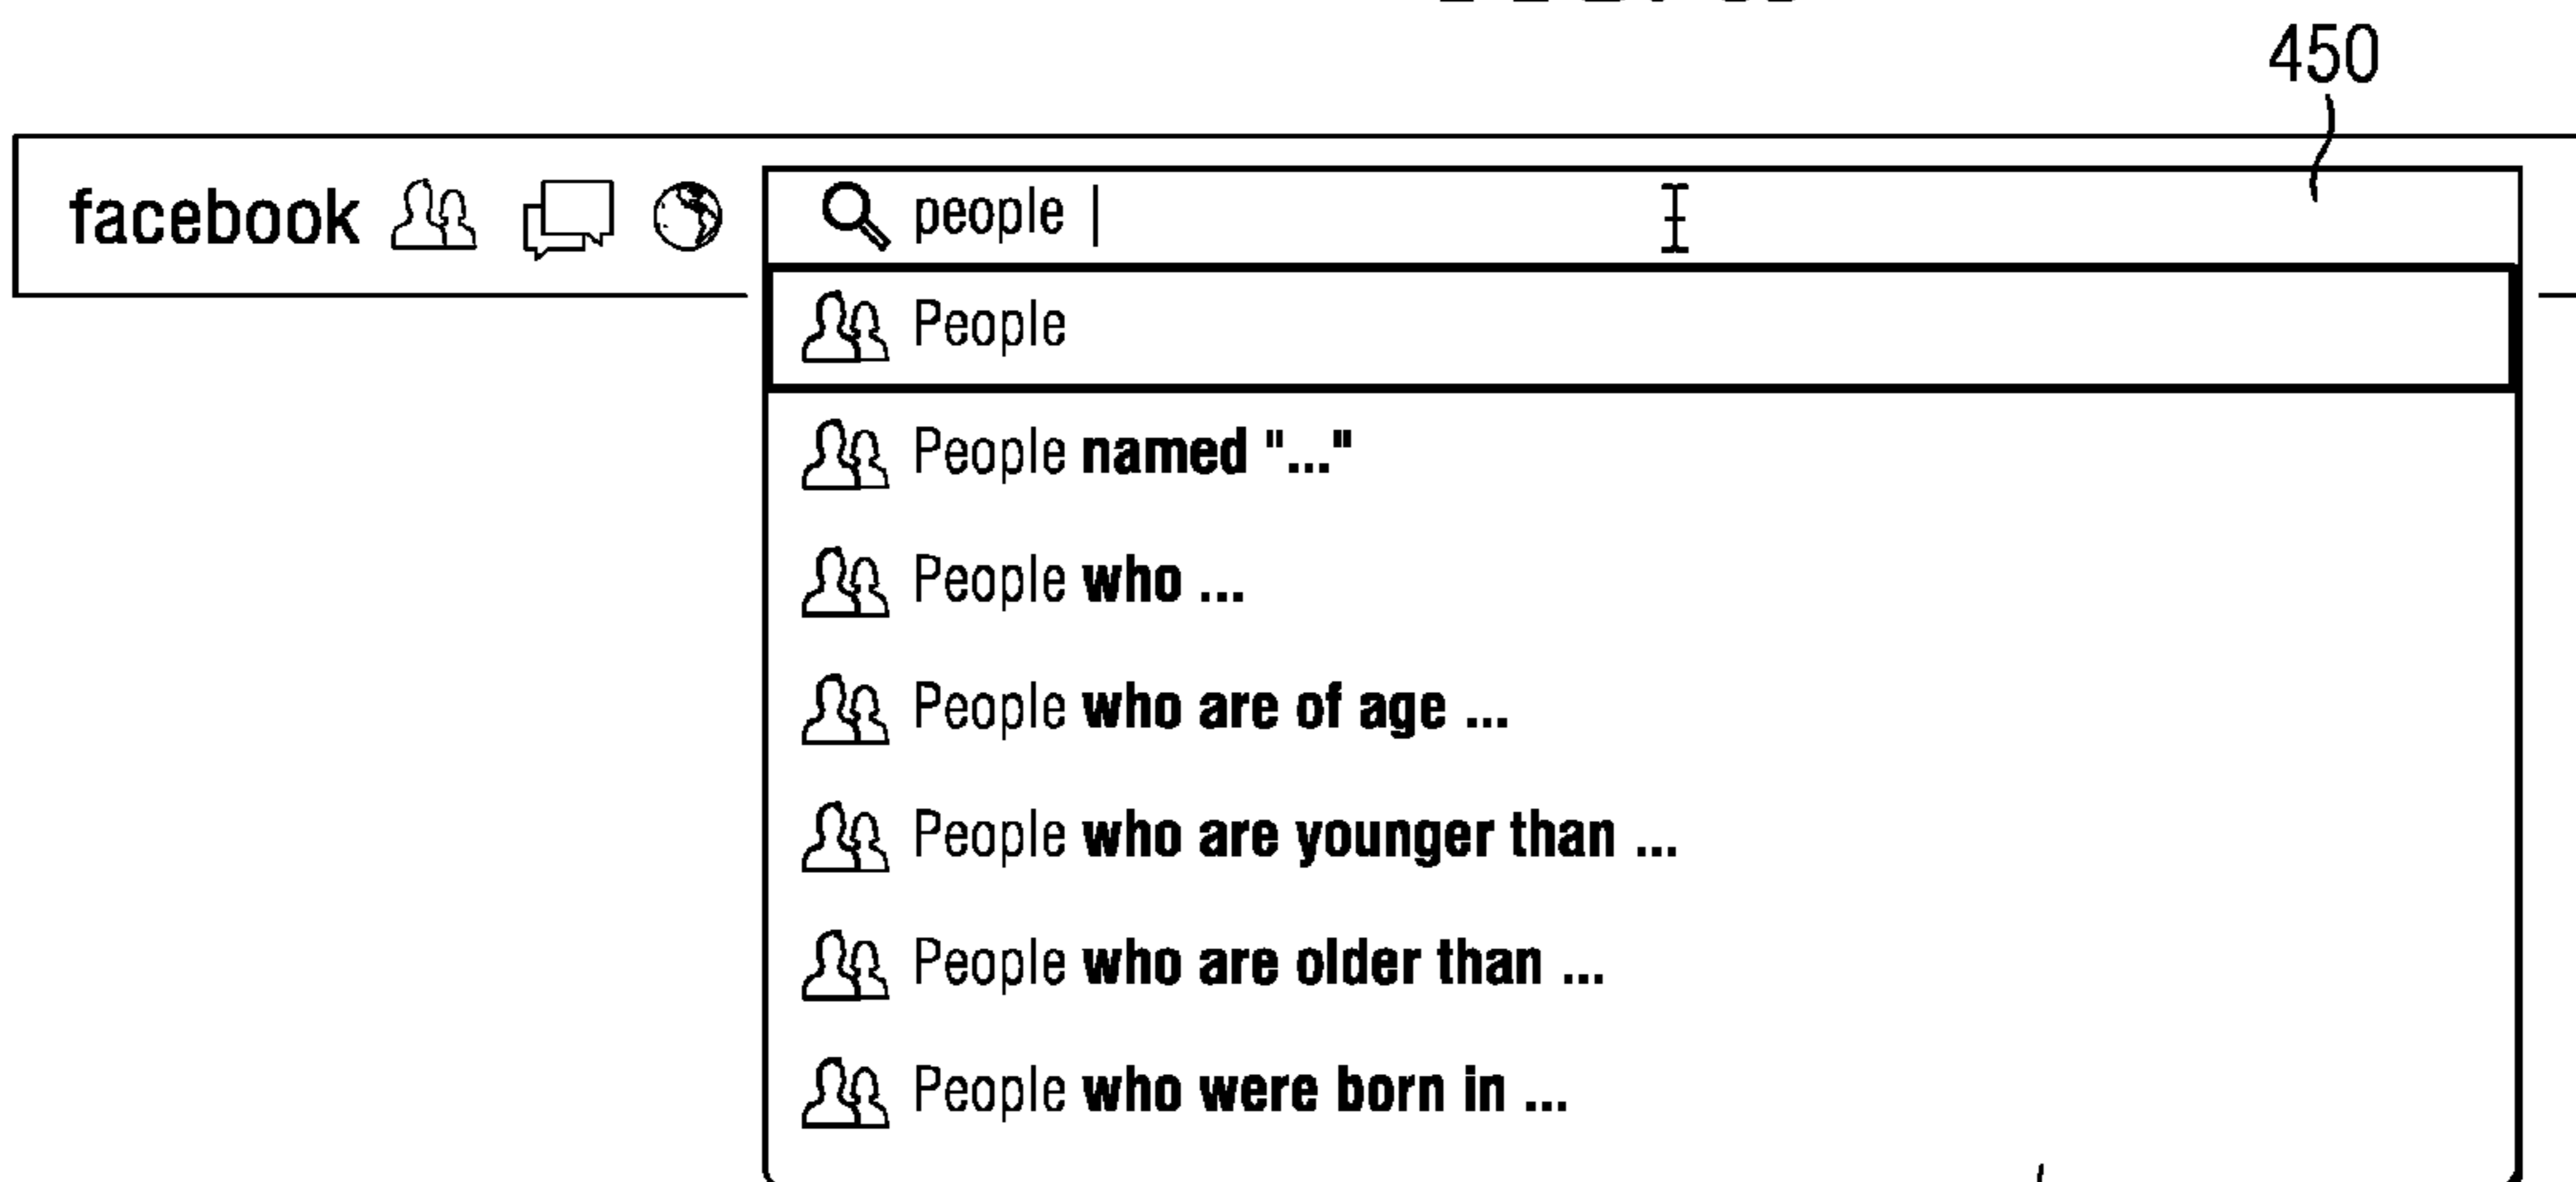 450
facebook people
People
People named "..."
People who ...
People who are of age ...
People who are younger than ...
People who are older than ...
People who were born in ...